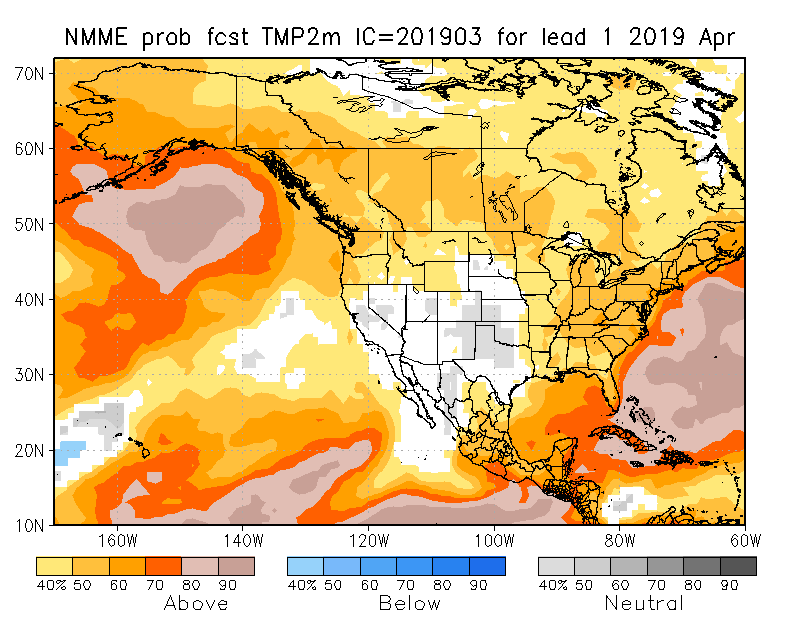 NMME prob fcst TMP2m IC=201903 for lead 1 2019 Apr
70N
60N
50N
40N
30N
20N
10N
160W 140W 120W 100W 80W 60W
40% 50 60 70 80 90 40% 50 60 70 80 90 40% 50 60 70 80 90
Above Below Neutral